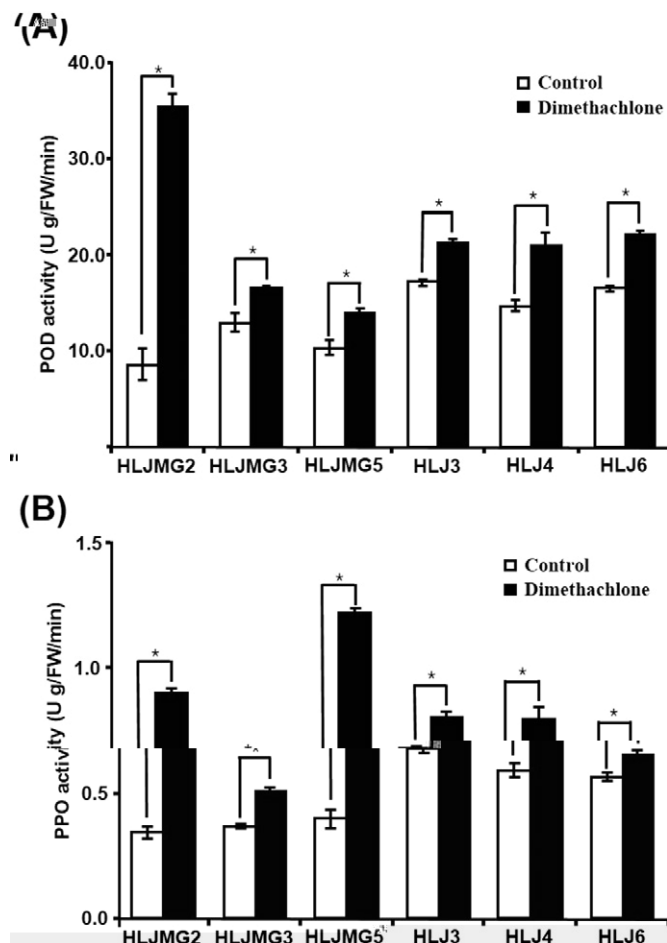 (A)
40.0
Control
Dimethachlone
30.0
20.0
10.0
POD activity (U g/FW/min)
* * * * * *
HLJMG2 HLJMG3 HLJMG5 HLJ3 HLJ4 HLJ6
(B)
1.5
Control
Dimethachlone
1.0
0.5
0.0
PPO activity (U g/FW/min)
* * * * *
HLJMG2 HLJMG3 HLJMG5 HLJ3 HLJ4 HLJ6